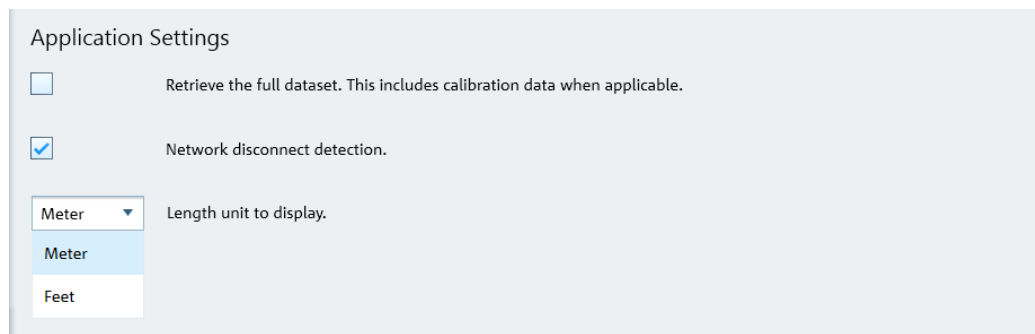 Application Settings
Retrieve the full dataset. This includes calibration data when applicable.
Network disconnect detection.
Meter Length unit to display.
Meter
Feet